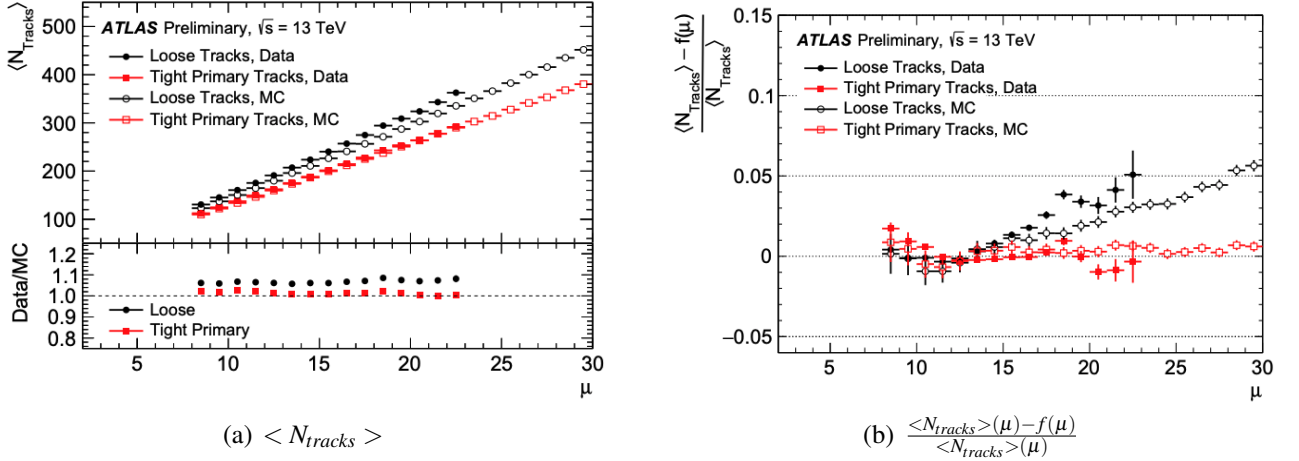 ⟨N_Tracks⟩
550
500
400
300
200
100
ATLAS Preliminary, √s = 13 TeV
Loose Tracks, Data
Tight Primary Tracks, Data
Loose Tracks, MC
Tight Primary Tracks, MC
Data/MC
1.2
1.1
1.0
0.9
0.8
Loose
Tight Primary
5 10 15 20 25 30
μ
(a) < N_tracks >
⟨N_Tracks⟩ − f(μ)
⟨N_Tracks⟩
0.15
0.1
0.05
0
−0.05
ATLAS Preliminary, √s = 13 TeV
Loose Tracks, Data
Tight Primary Tracks, Data
Loose Tracks, MC
Tight Primary Tracks, MC
5 10 15 20 25 30
μ
(b) <N_tracks>(μ)−f(μ)
<N_tracks>(μ)